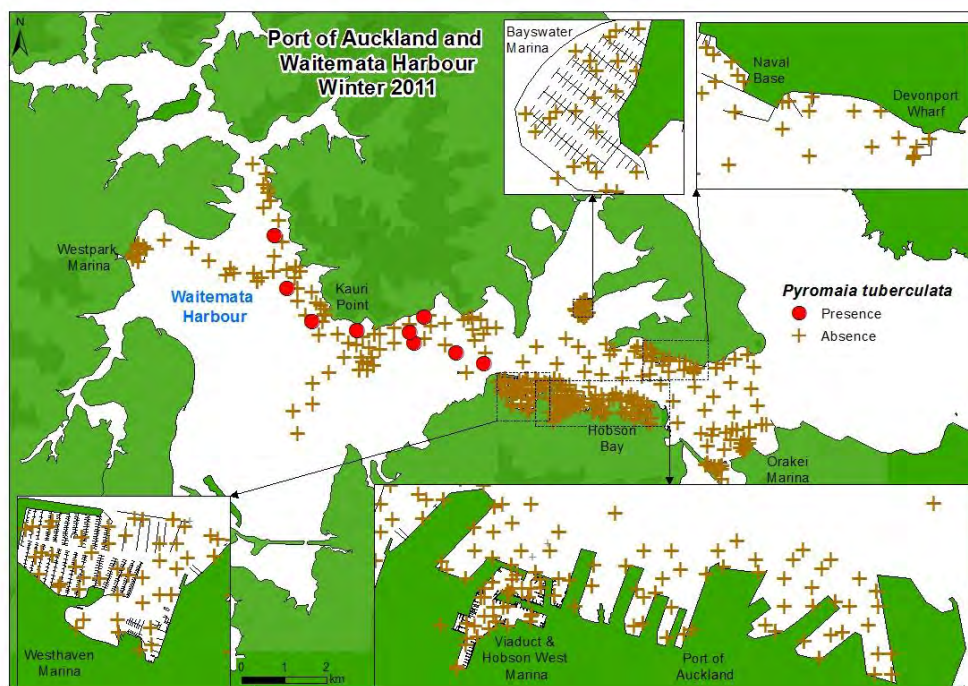 N
Port of Auckland and
Waitemata Harbour
Winter 2011
Bayswater
Marina
Naval
Base
Devonport
Wharf
Westpark
Marina
Waitemata
Harbour
Kauri
Point
Pyromaia tuberculata
Presence
Absence
Hobson
Bay
Orakei
Marina
Westhaven
Marina
0 1 2
km
Viaduct &
Hobson West
Marina
Port of
Auckland